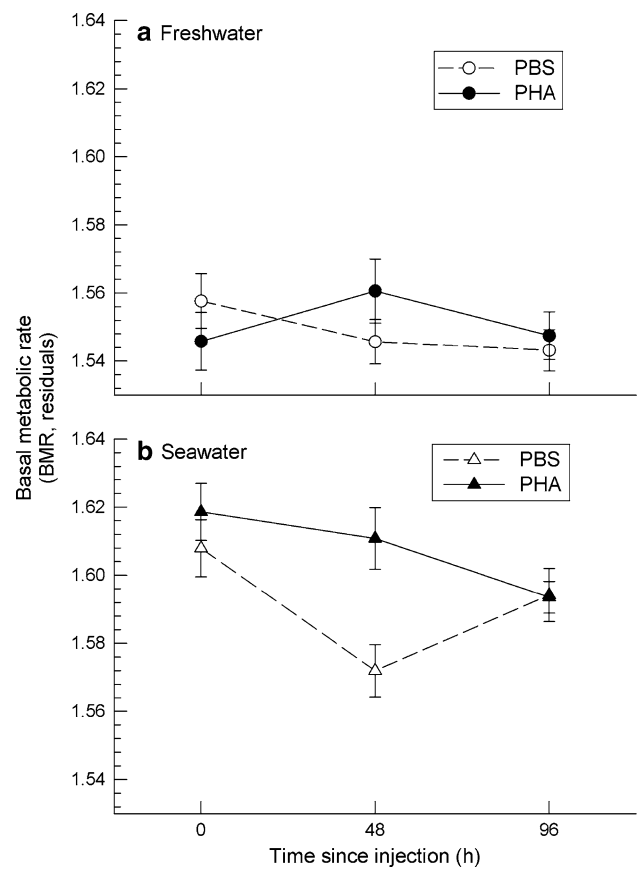 a Freshwater
PBS
PHA
1.64
1.62
1.60
1.58
1.56
1.54
Basal metabolic rate
(BMR, residuals)
b Seawater
PBS
PHA
1.64
1.62
1.60
1.58
1.56
1.54
0 48 96
Time since injection (h)